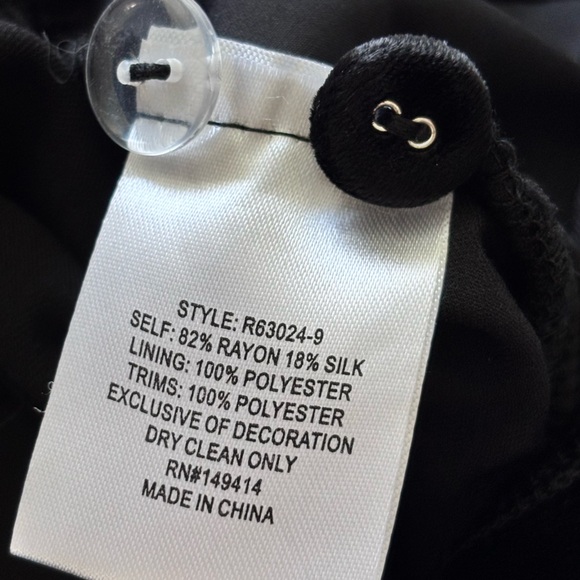 STYLE: R63024-9
SELF: 82% RAYON 18% SILK
LINING: 100% POLYESTER
TRIMS: 100% POLYESTER
EXCLUSIVE OF DECORATION
DRY CLEAN ONLY
RN#149414
MADE IN CHINA